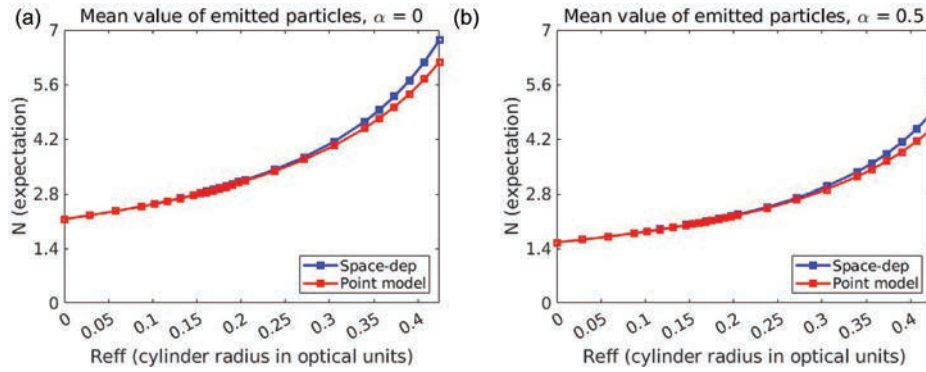 (a) Mean value of emitted particles, α = 0
7
5.6
4.2
2.8
1.4
0
N (expectation)
Space-dep
Point model
0 0.05 0.1 0.15 0.2 0.25 0.3 0.35 0.4
Reff (cylinder radius in optical units)
(b) Mean value of emitted particles, α = 0.5
7
5.6
4.2
2.8
1.4
0
N (expectation)
Space-dep
Point model
0 0.05 0.1 0.15 0.2 0.25 0.3 0.35 0.4
Reff (cylinder radius in optical units)